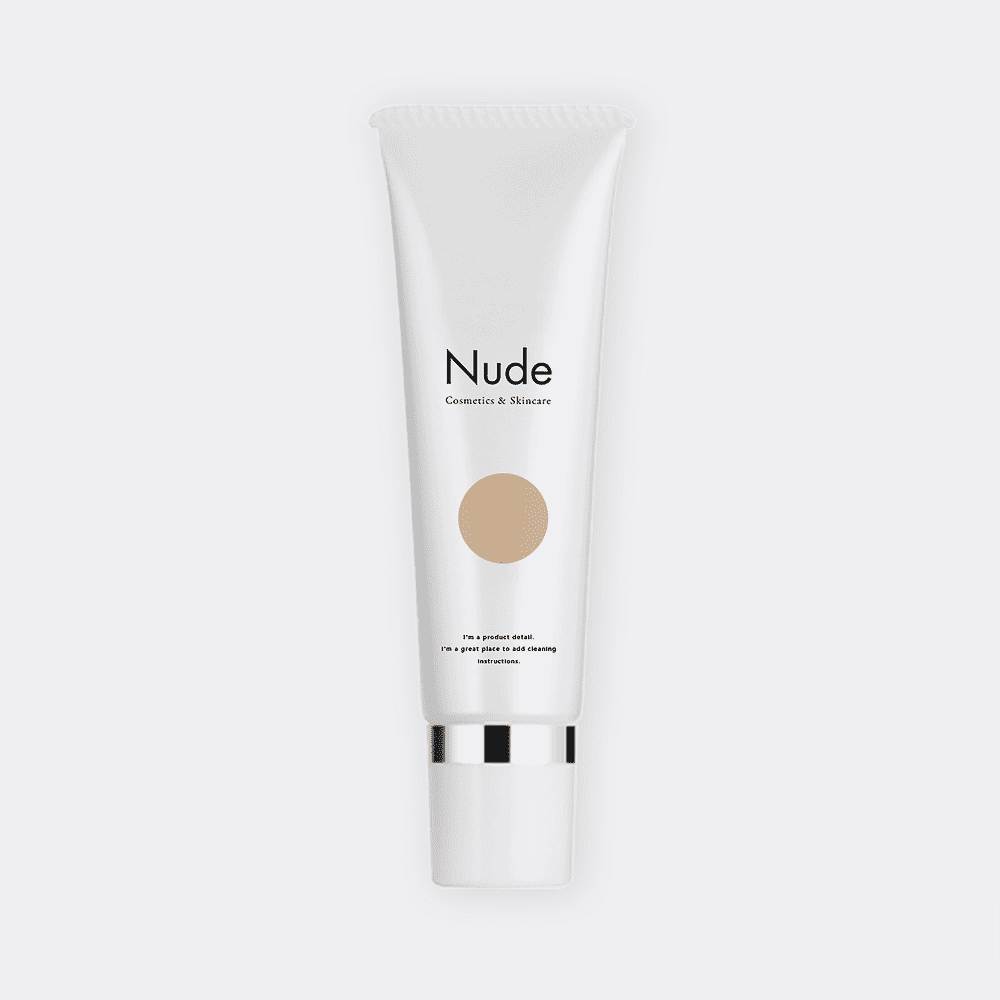 Nude
Cosmetics & Skincare
I'm a product detail.
I'm a great place to add cleaning
instructions.